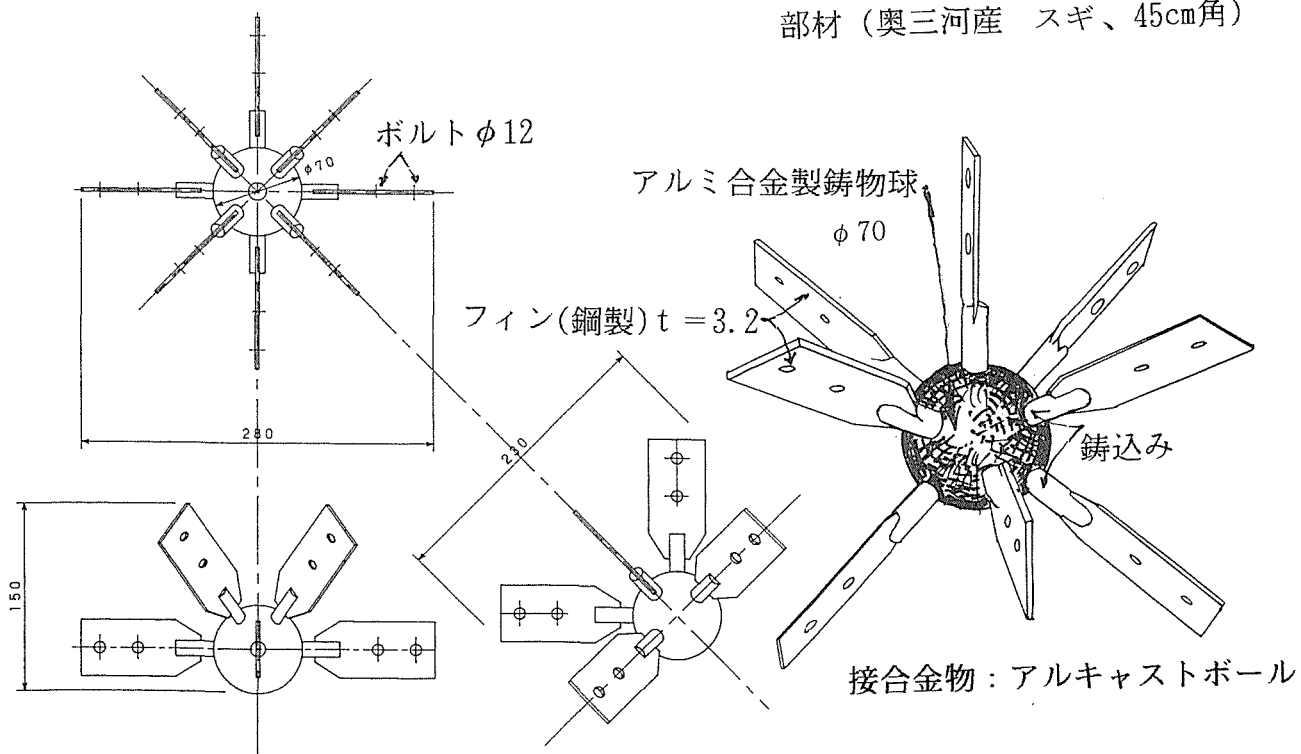 部材（奥三河産　スギ、45cm角）
ボルトφ12
φ70
アルミ合金製鋳物球
φ70
フィン(鋼製)t＝3.2
280
230
鋳込み
150
接合金物：アルキャストボール